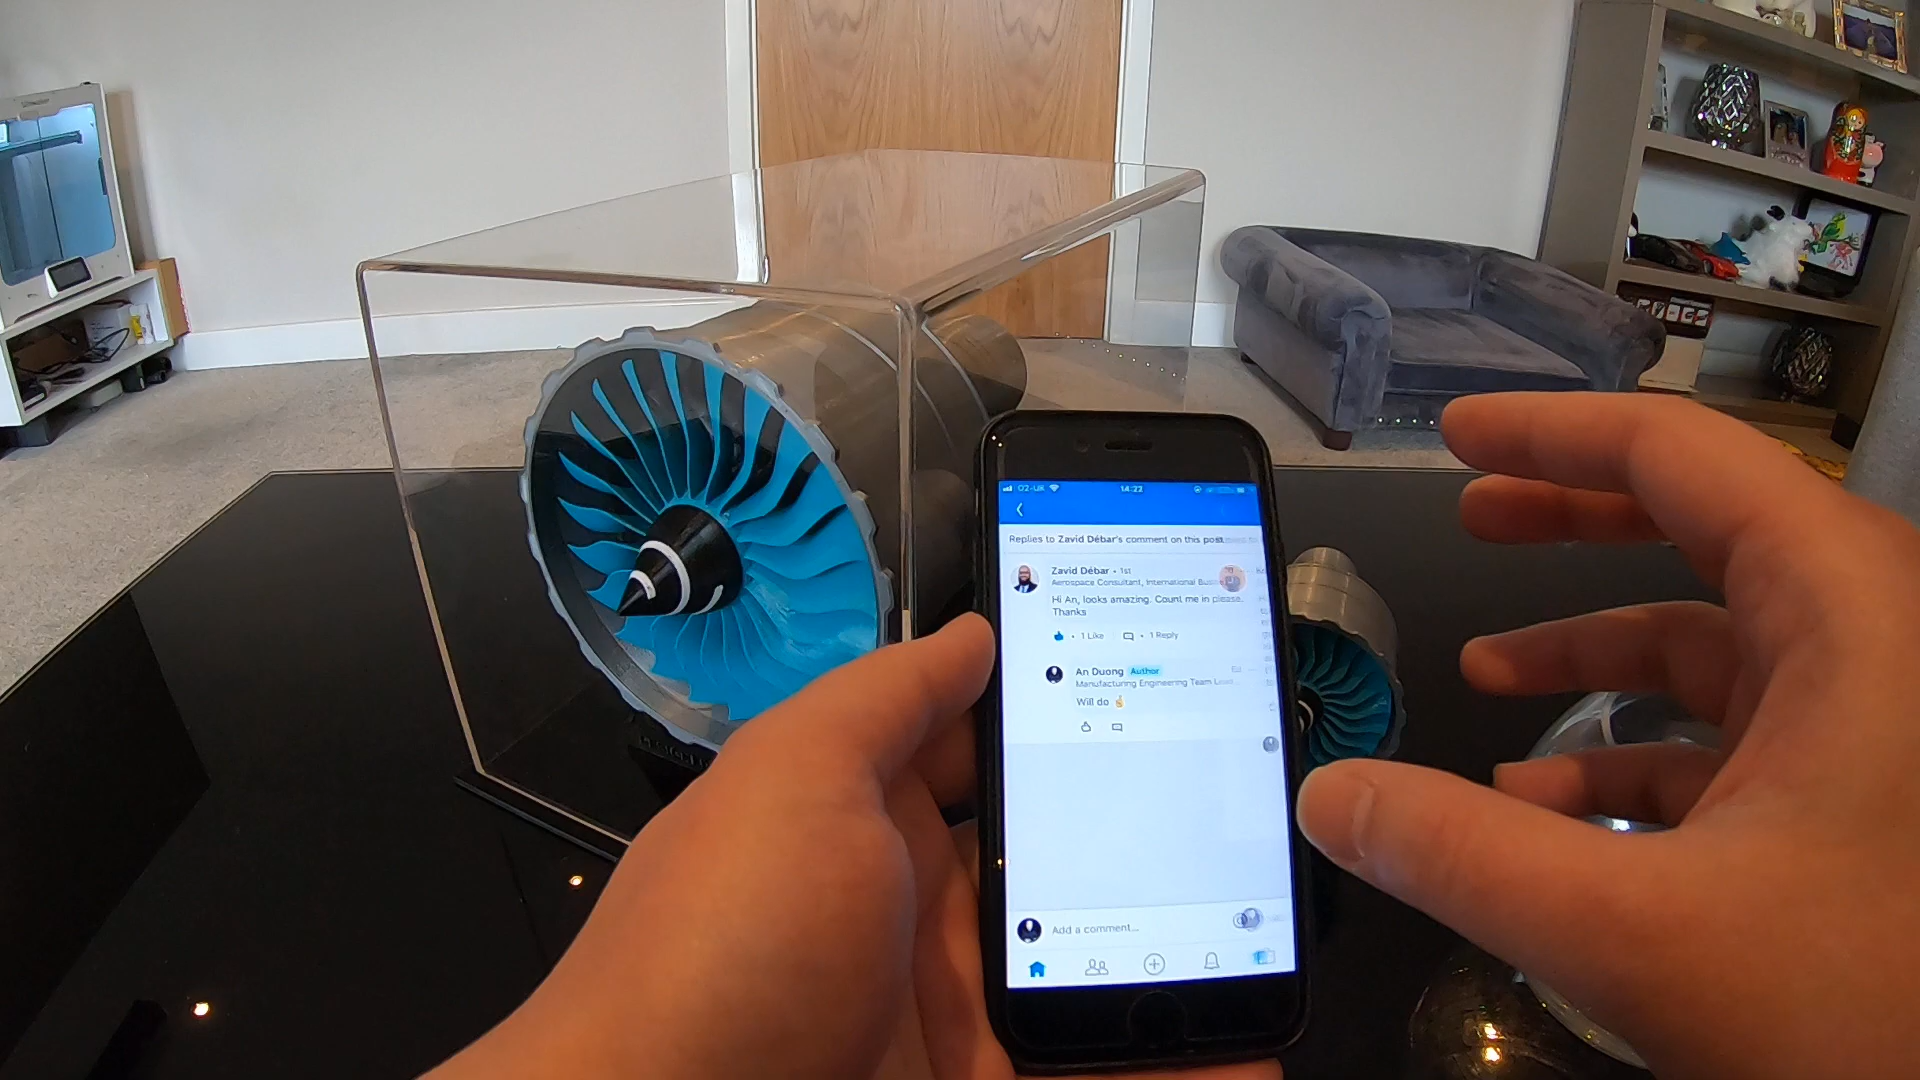 O2-UK 14:22
Replies to Zavid Débar's comment on this post
Zavid Débar • 1st
Aerospace Consultant, International
Hi An, looks amazing. Count me in please.
Thanks
• 1 Like • 1 Reply
An Duong Author
Manufacturing Engineering Team
Will do ✌
Add a comment...